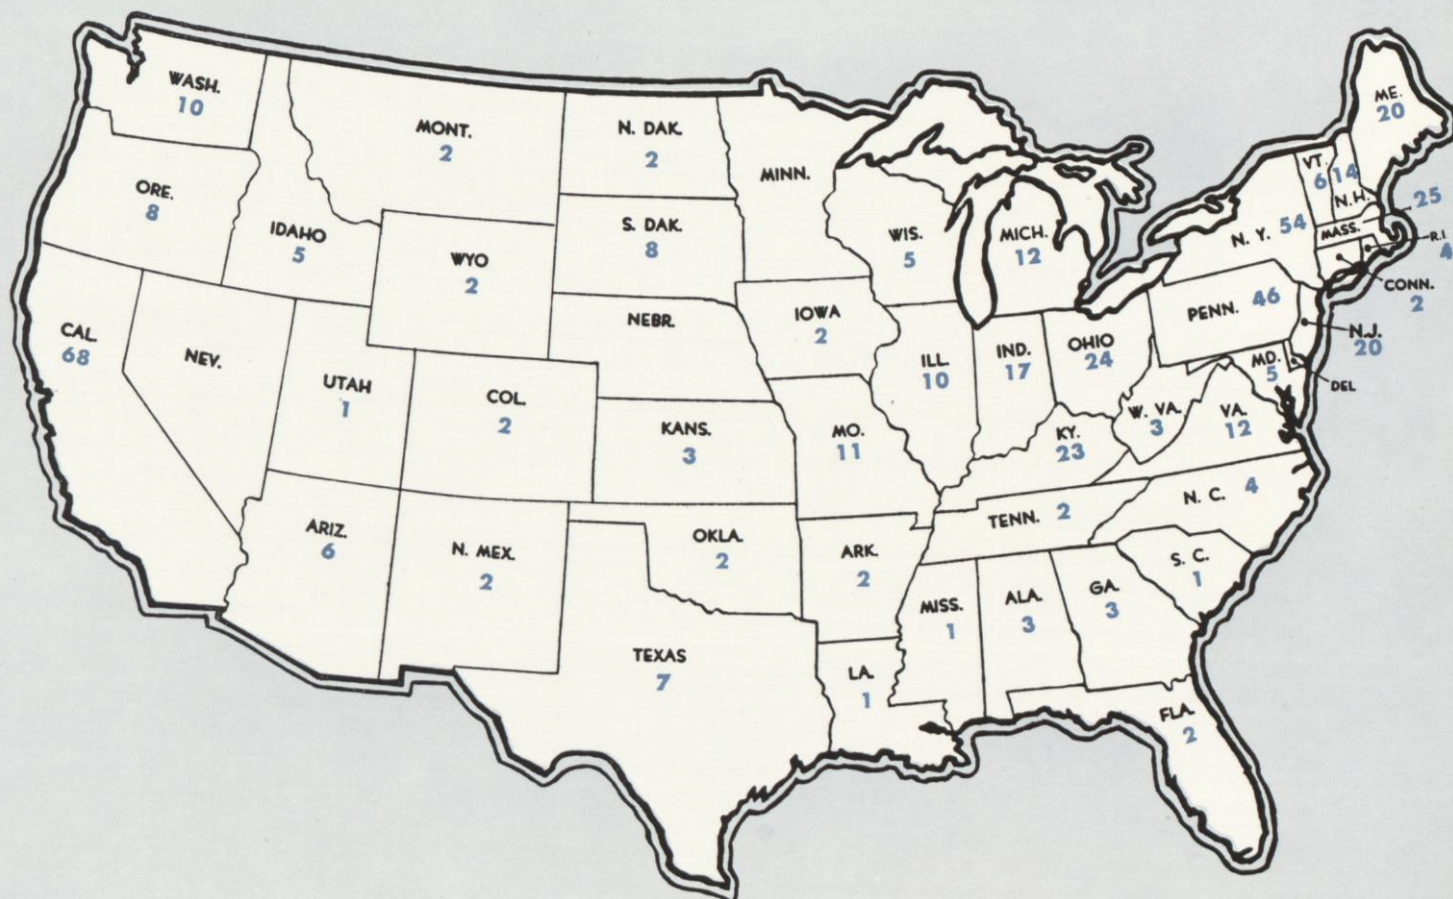 WASH.
10
MONT.
2
N. DAK.
2
MINN.
ME.
20
VT.
6
14
N.H.
25
MASS.
R.I.
4
CONN.
2
ORE.
8
IDAHO
5
WYO
2
S. DAK.
8
WIS.
5
MICH.
12
N. Y. 54
PENN. 46
N.J.
20
CAL.
68
NEV.
UTAH
1
COL.
2
NEBR.
IOWA
2
ILL.
10
IND.
17
OHIO
24
MD.
5
DEL
W. VA.
3
VA.
12
KANS.
3
MO.
11
KY.
23
N. C. 4
TENN. 2
ARIZ.
6
N. MEX.
2
OKLA.
2
ARK.
2
S. C.
1
MISS.
1
ALA.
3
GA.
3
TEXAS
7
LA.
1
FLA.
2